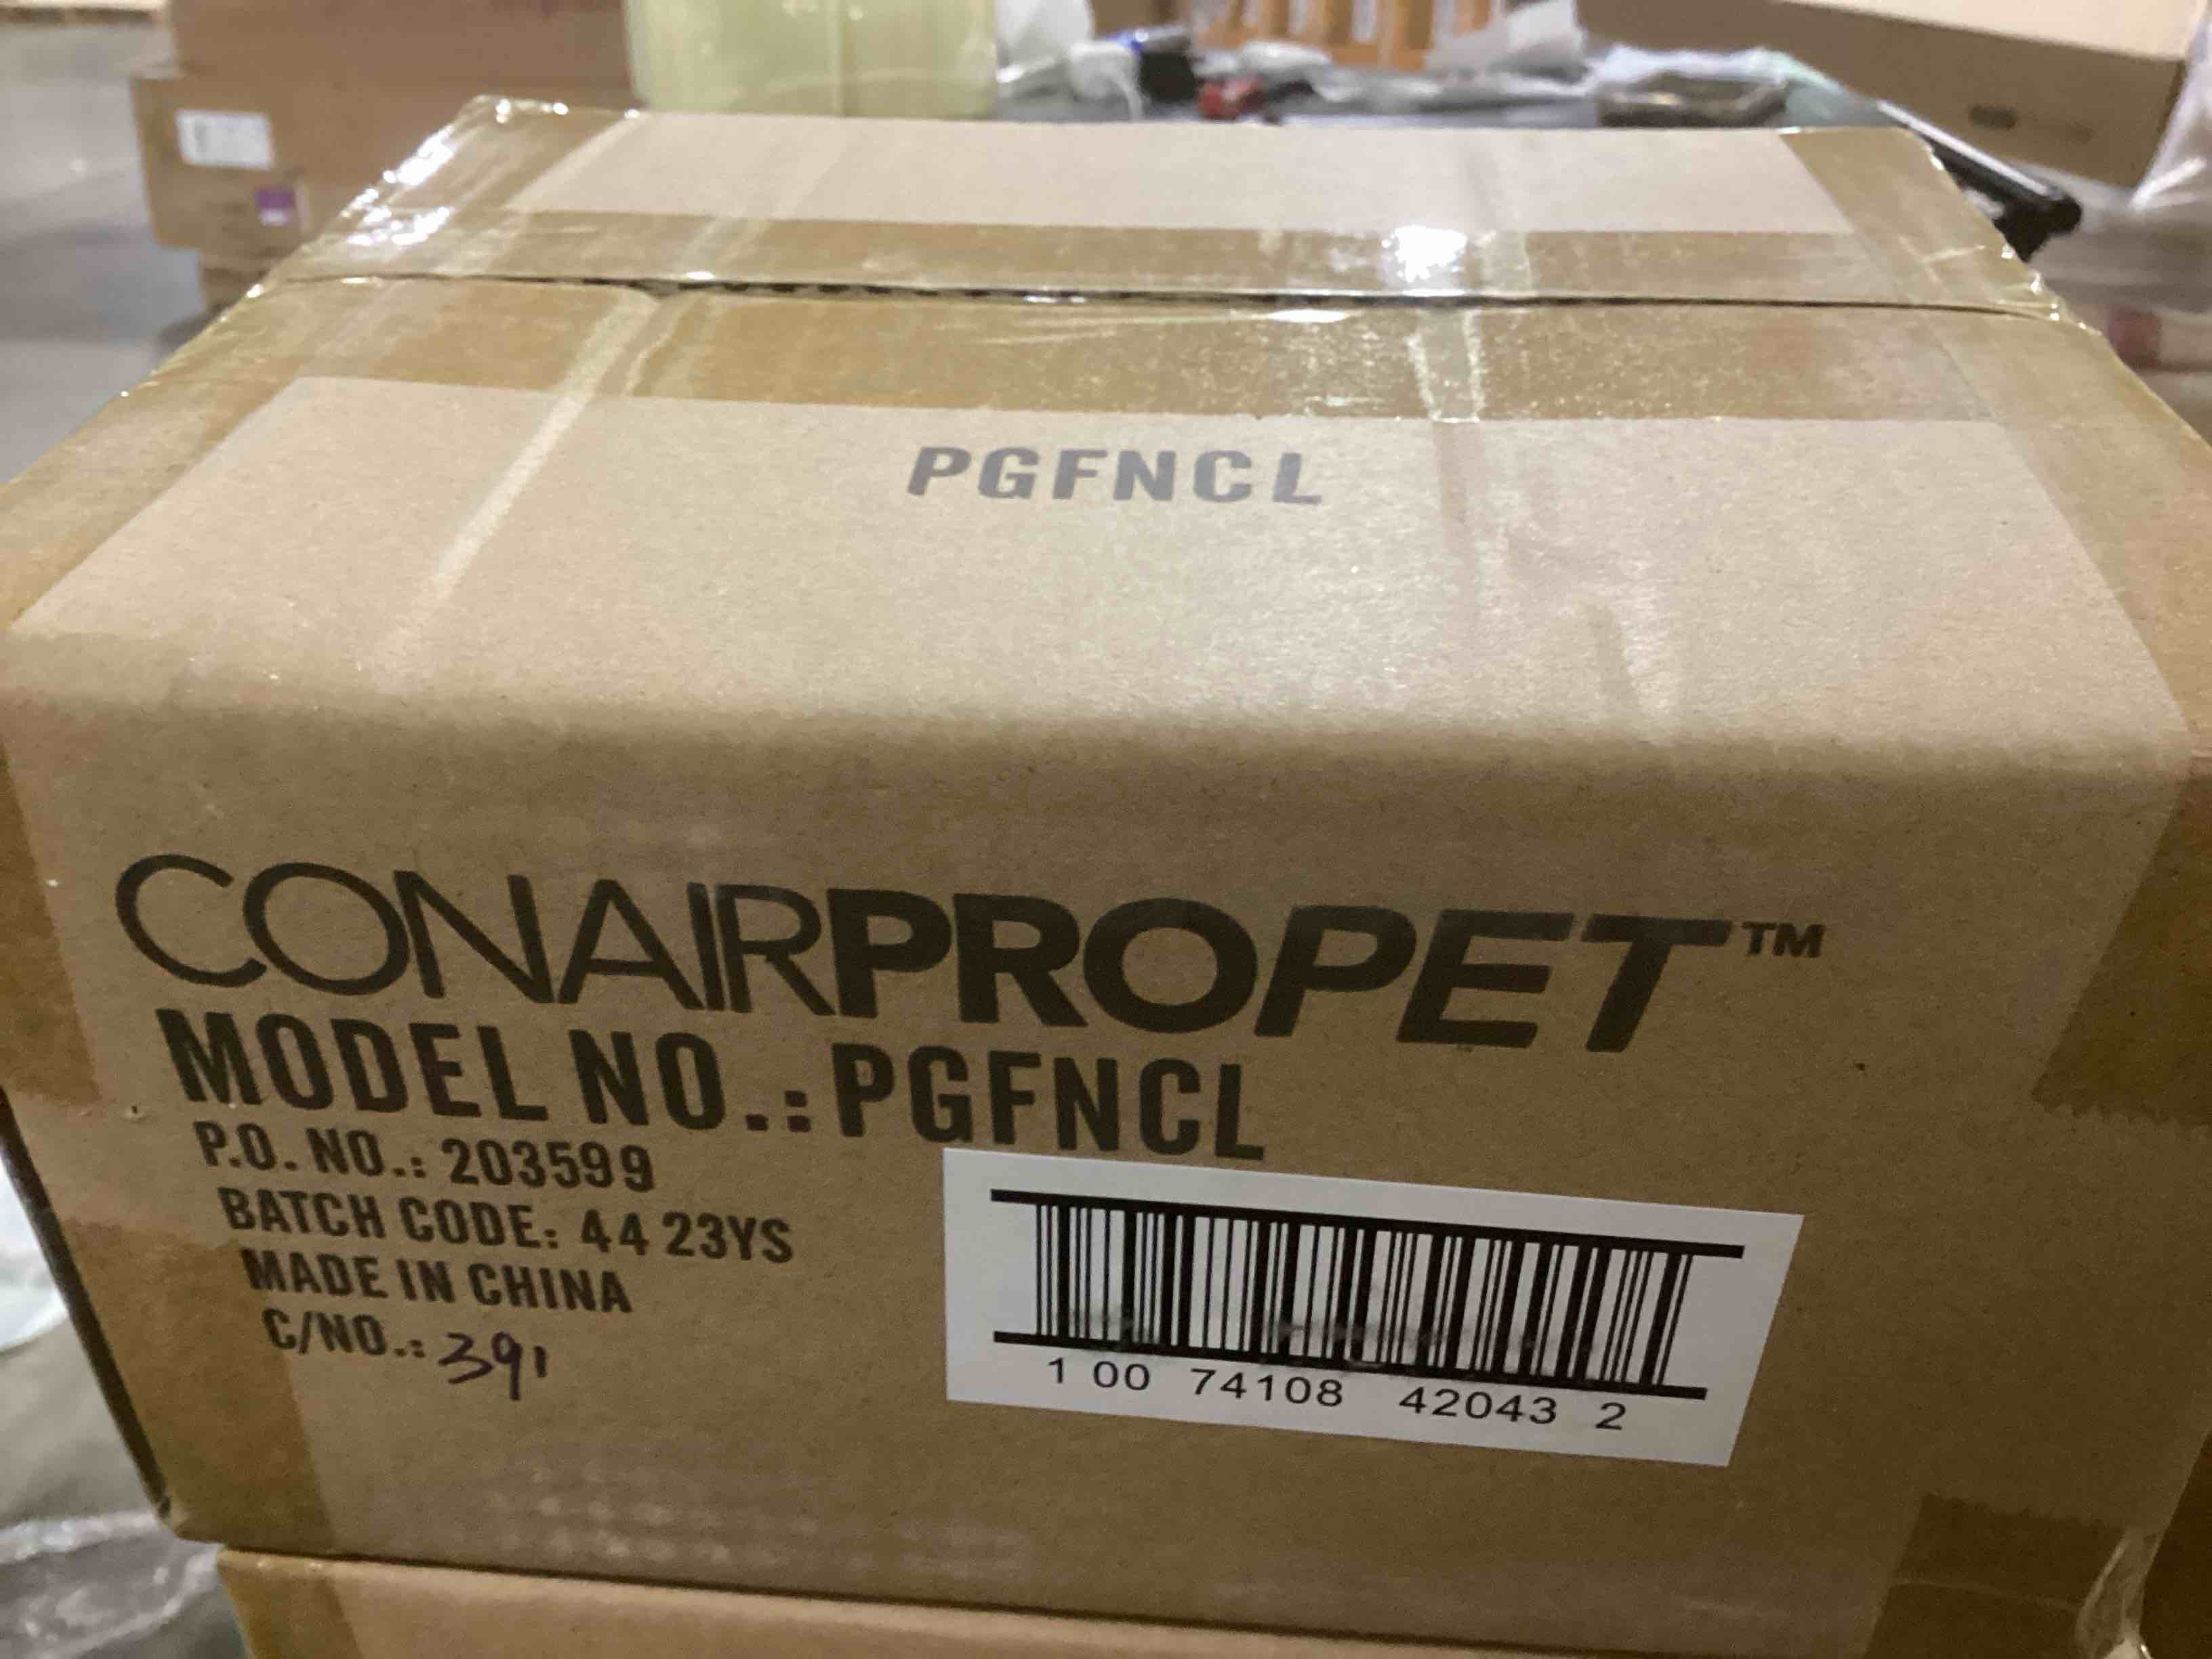 PGFNCL
CONAIRPROPET™
MODEL NO.: PGFNCL
P.O. NO.: 203599
BATCH CODE: 44 23YS
MADE IN CHINA
C/NO.: 391
1 00 74108 42043 2